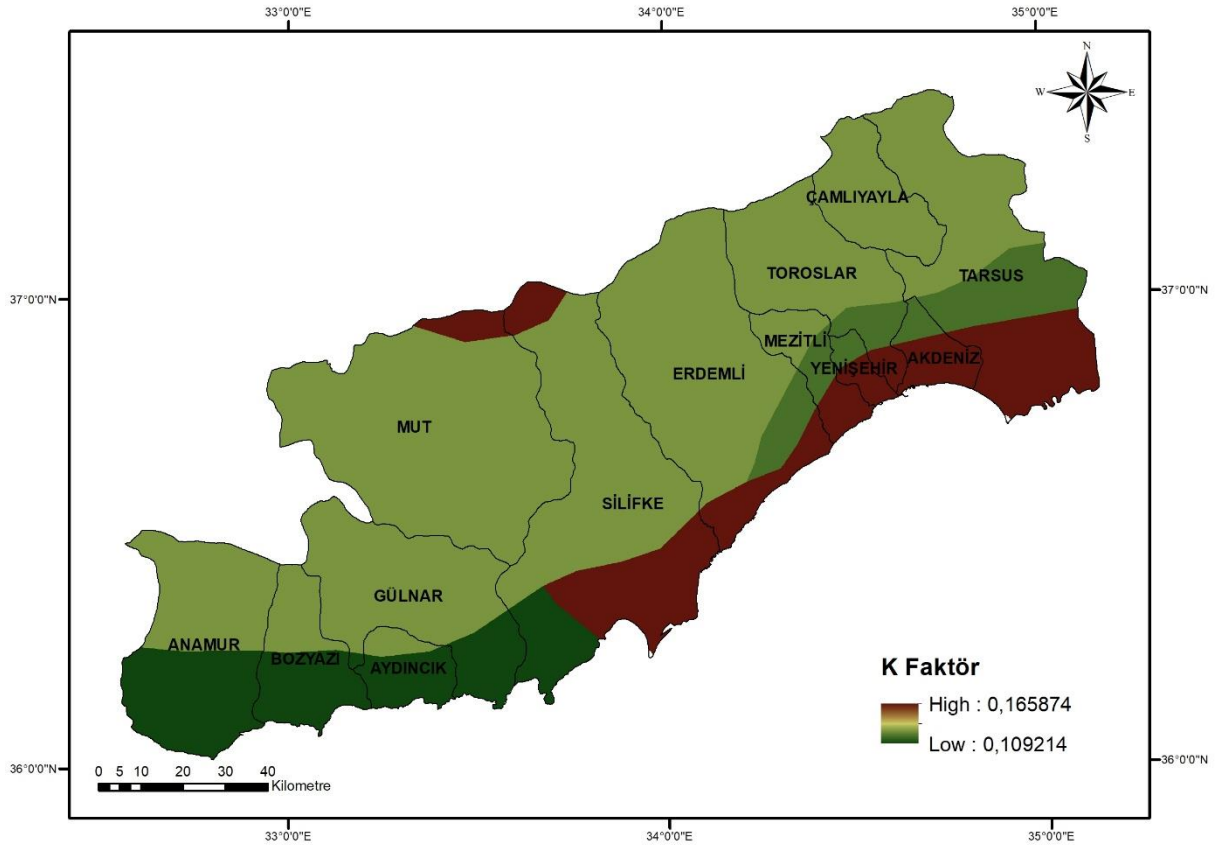 33°0'0"E
34°0'0"E
35°0'0"E
N
W
E
S
ÇAMLIYAYLA
TOROSLAR
TARSUS
37°0'0"N
37°0'0"N
MEZİTLİ
YENİŞEHİR
AKDENİZ
ERDEMLİ
MUT
SİLİFKE
GÜLNAR
ANAMUR
BOZYAZI
AYDINCIK
K Faktör
High : 0,165874
Low : 0,109214
36°0'0"N
36°0'0"N
0 5 10 20 30 40
Kilometre
33°0'0"E
34°0'0"E
35°0'0"E